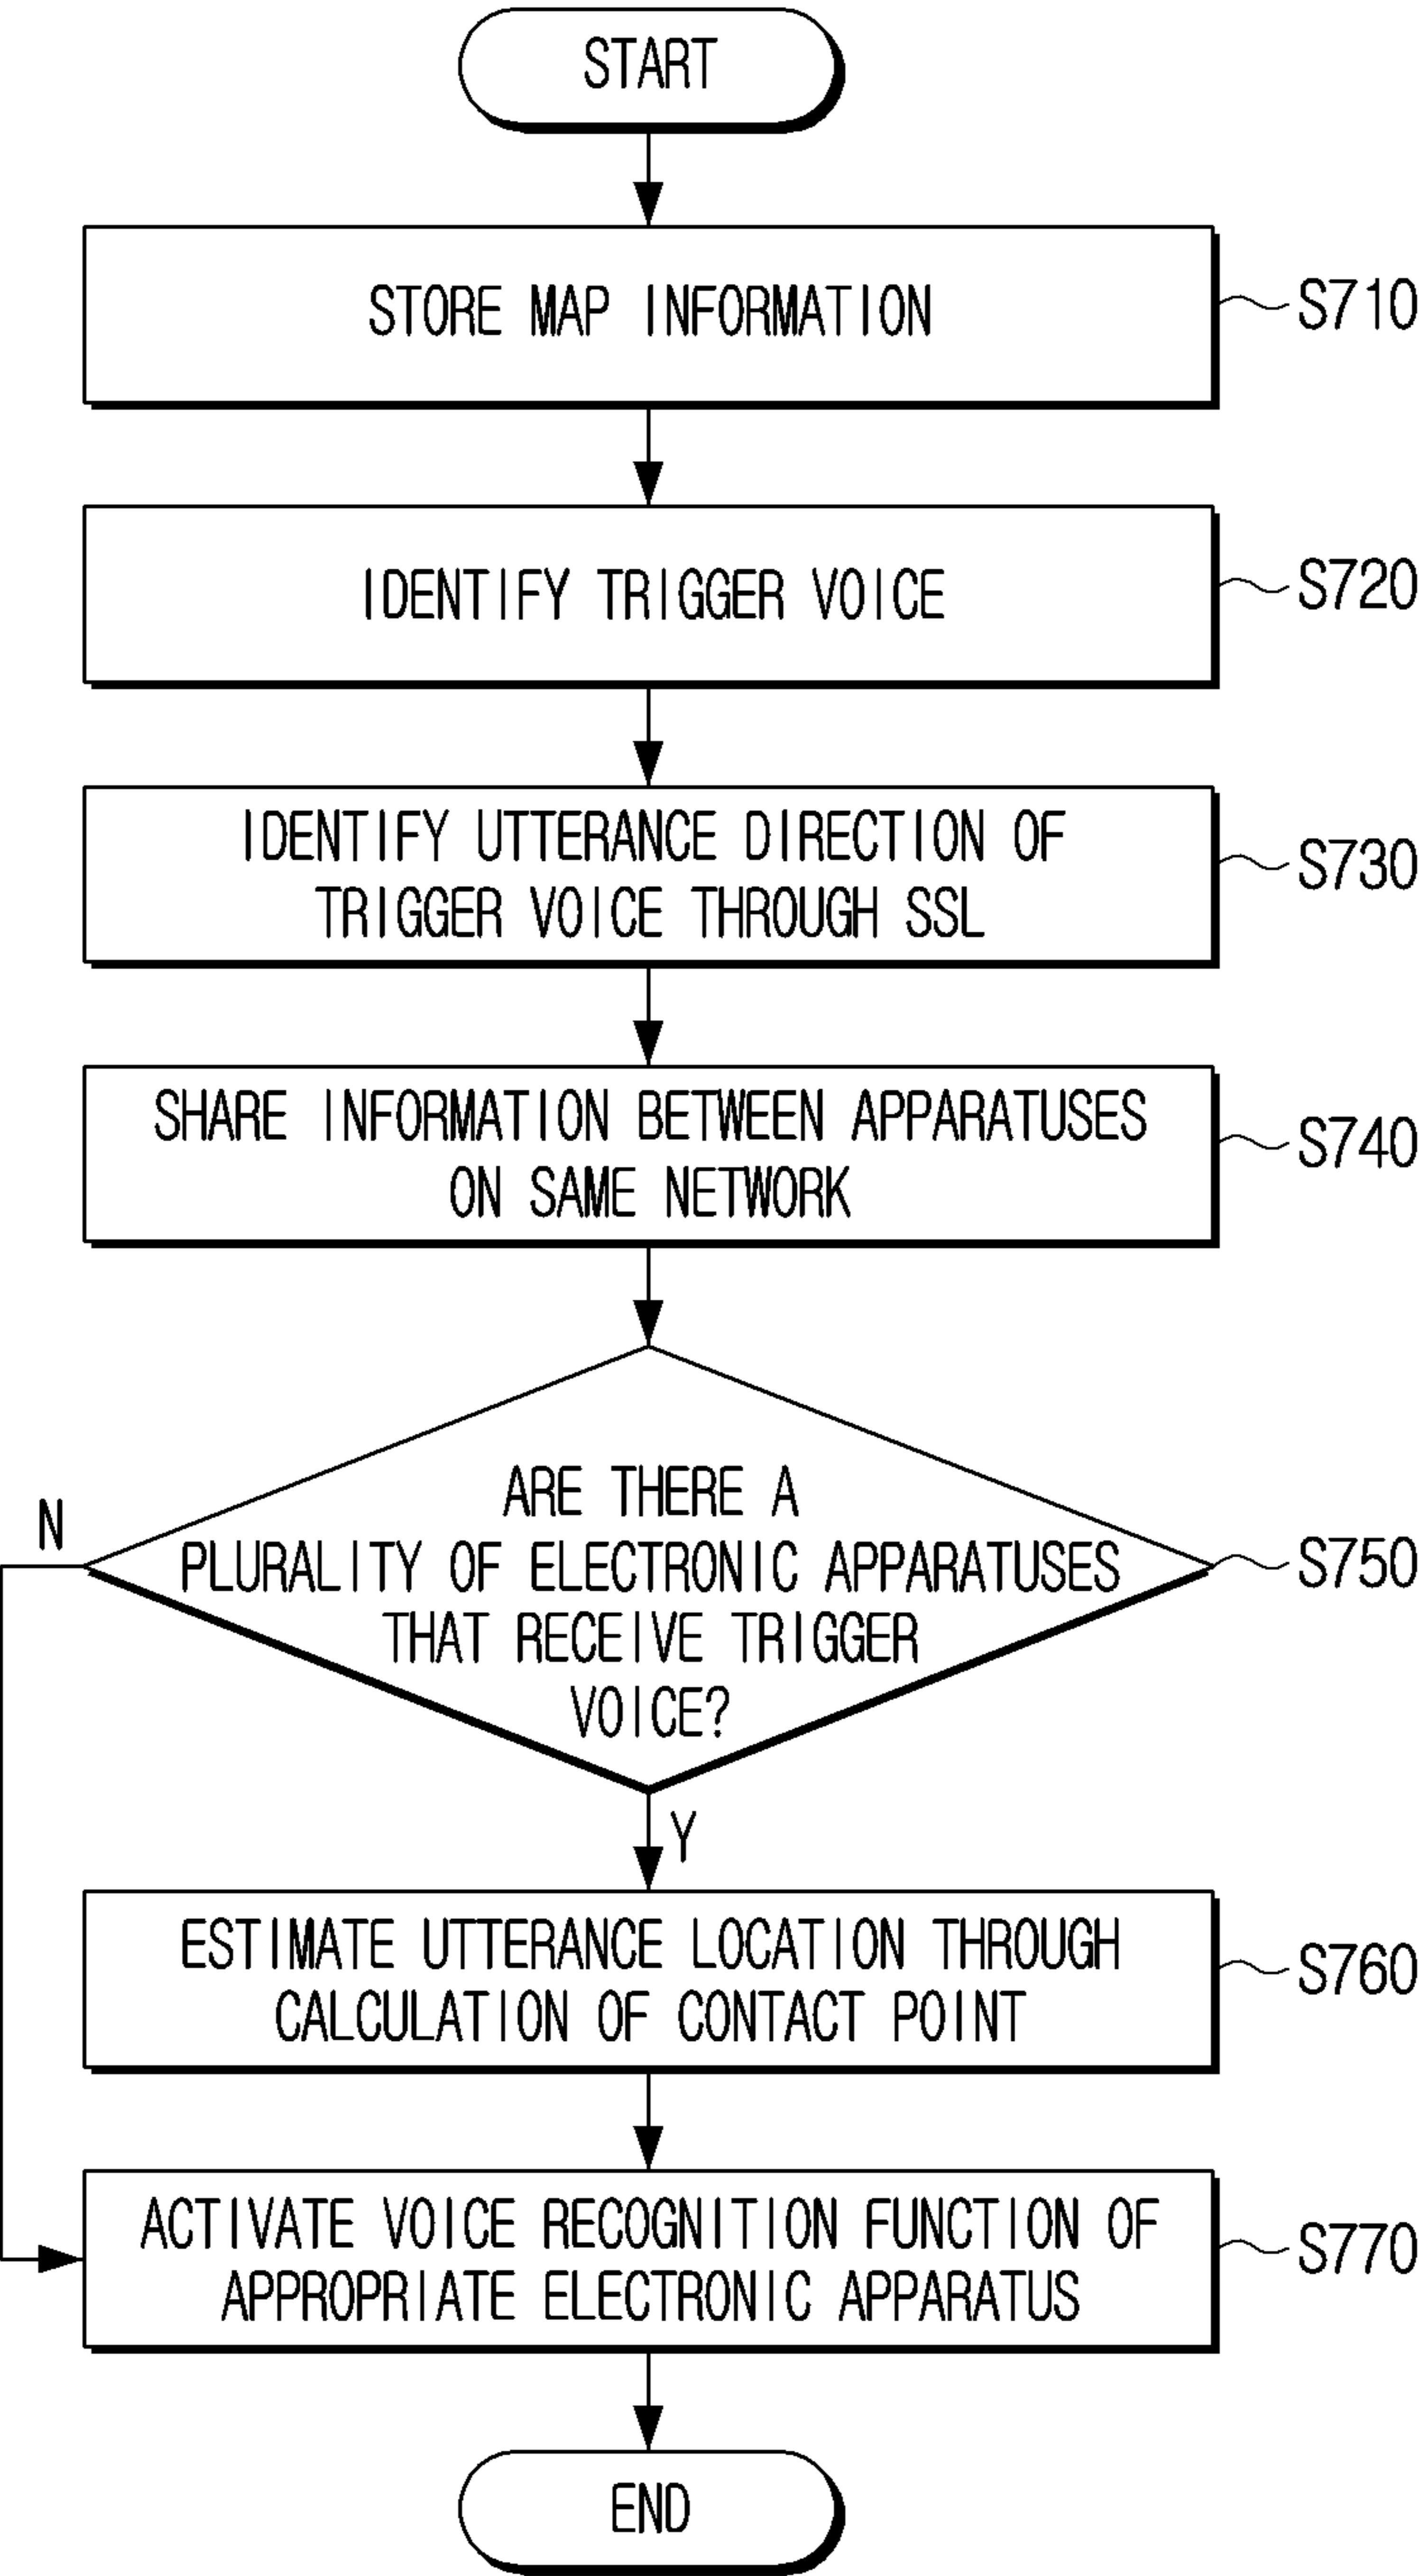 START
STORE MAP INFORMATION
S710
IDENTIFY TRIGGER VOICE
S720
IDENTIFY UTTERANCE DIRECTION OF
TRIGGER VOICE THROUGH SSL
S730
SHARE INFORMATION BETWEEN APPARATUSES
ON SAME NETWORK
S740
ARE THERE A
PLURALITY OF ELECTRONIC APPARATUSES
THAT RECEIVE TRIGGER
VOICE?
S750
N
Y
ESTIMATE UTTERANCE LOCATION THROUGH
CALCULATION OF CONTACT POINT
S760
ACTIVATE VOICE RECOGNITION FUNCTION OF
APPROPRIATE ELECTRONIC APPARATUS
S770
END